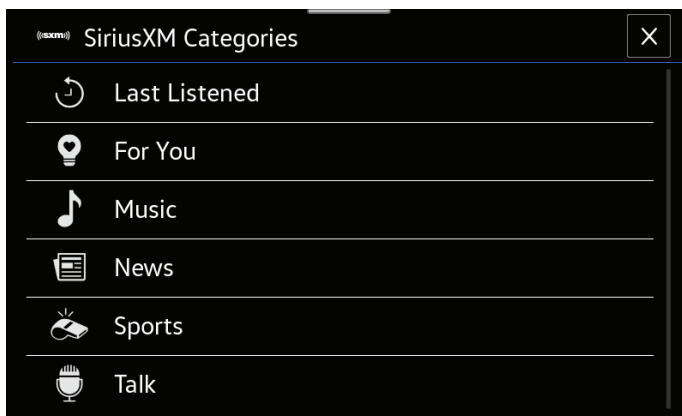 ((sxm)) SiriusXM Categories
Last Listened
For You
Music
News
Sports
Talk